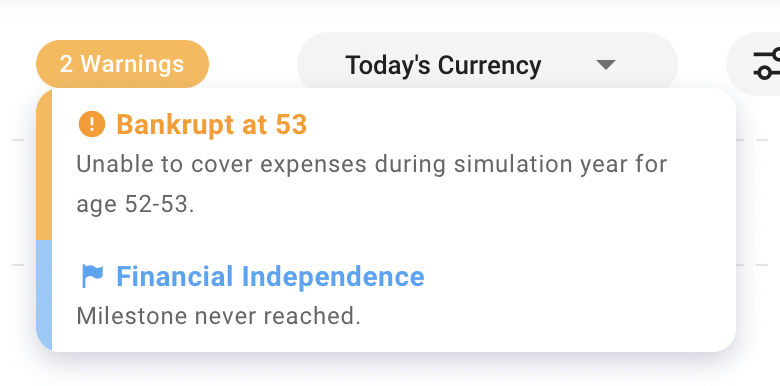 2 Warnings
Today's Currency
Bankrupt at 53
Unable to cover expenses during simulation year for
age 52-53.
Financial Independence
Milestone never reached.